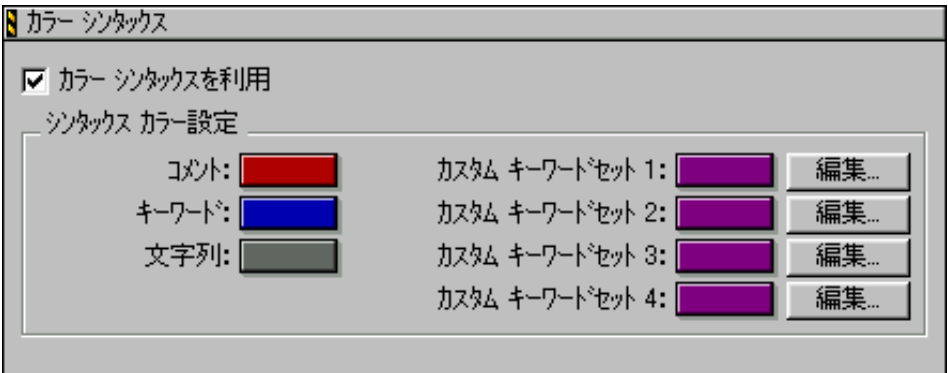 カラー シンタックス
カラー シンタックスを利用
シンタックス カラー設定
コメント: カスタム キーワードセット 1: 編集...
キーワード: カスタム キーワードセット 2: 編集...
文字列: カスタム キーワードセット 3: 編集...
カスタム キーワードセット 4: 編集...